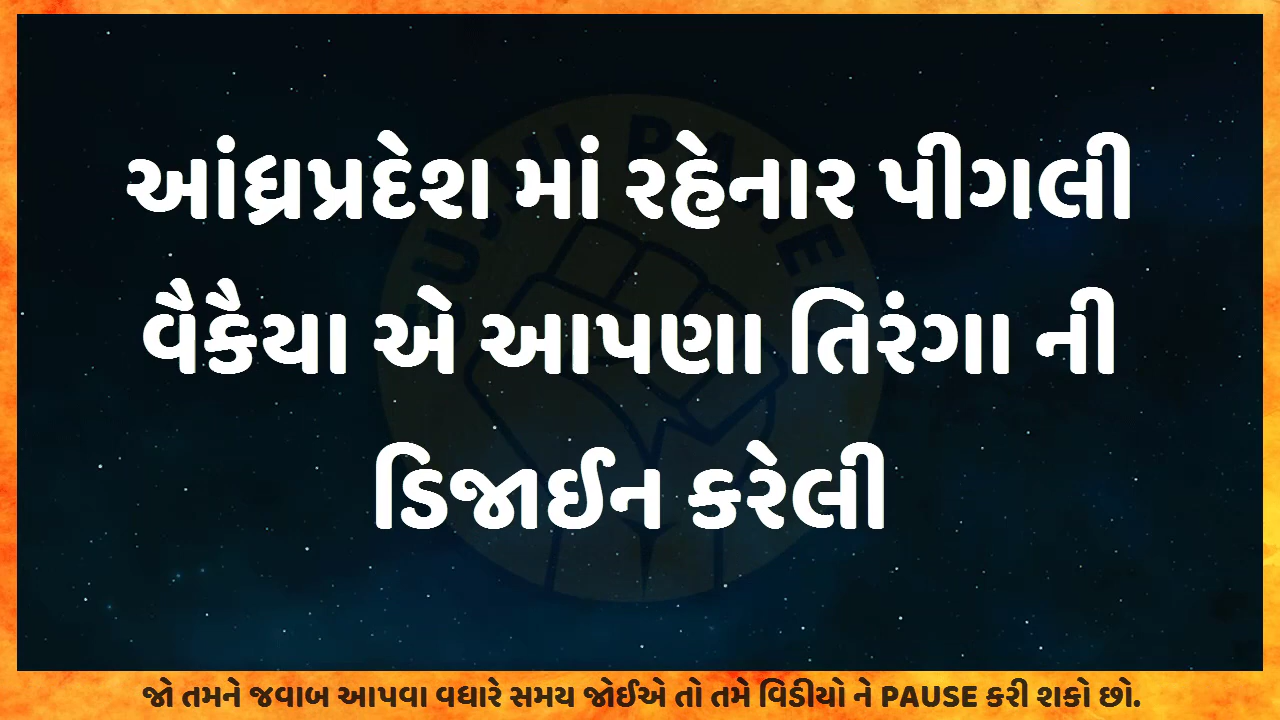 આંધ્રપ્રદેશ માં રહેનાર પીગલી
વૈકૈયા એ આપણા તિરંગા ની
ડિજાઈન કરેલી
જો તમને જવાબ આપવા વધારે સમય જોઈએ તો તમે વિડીયો ને PAUSE કરી શકો છો.